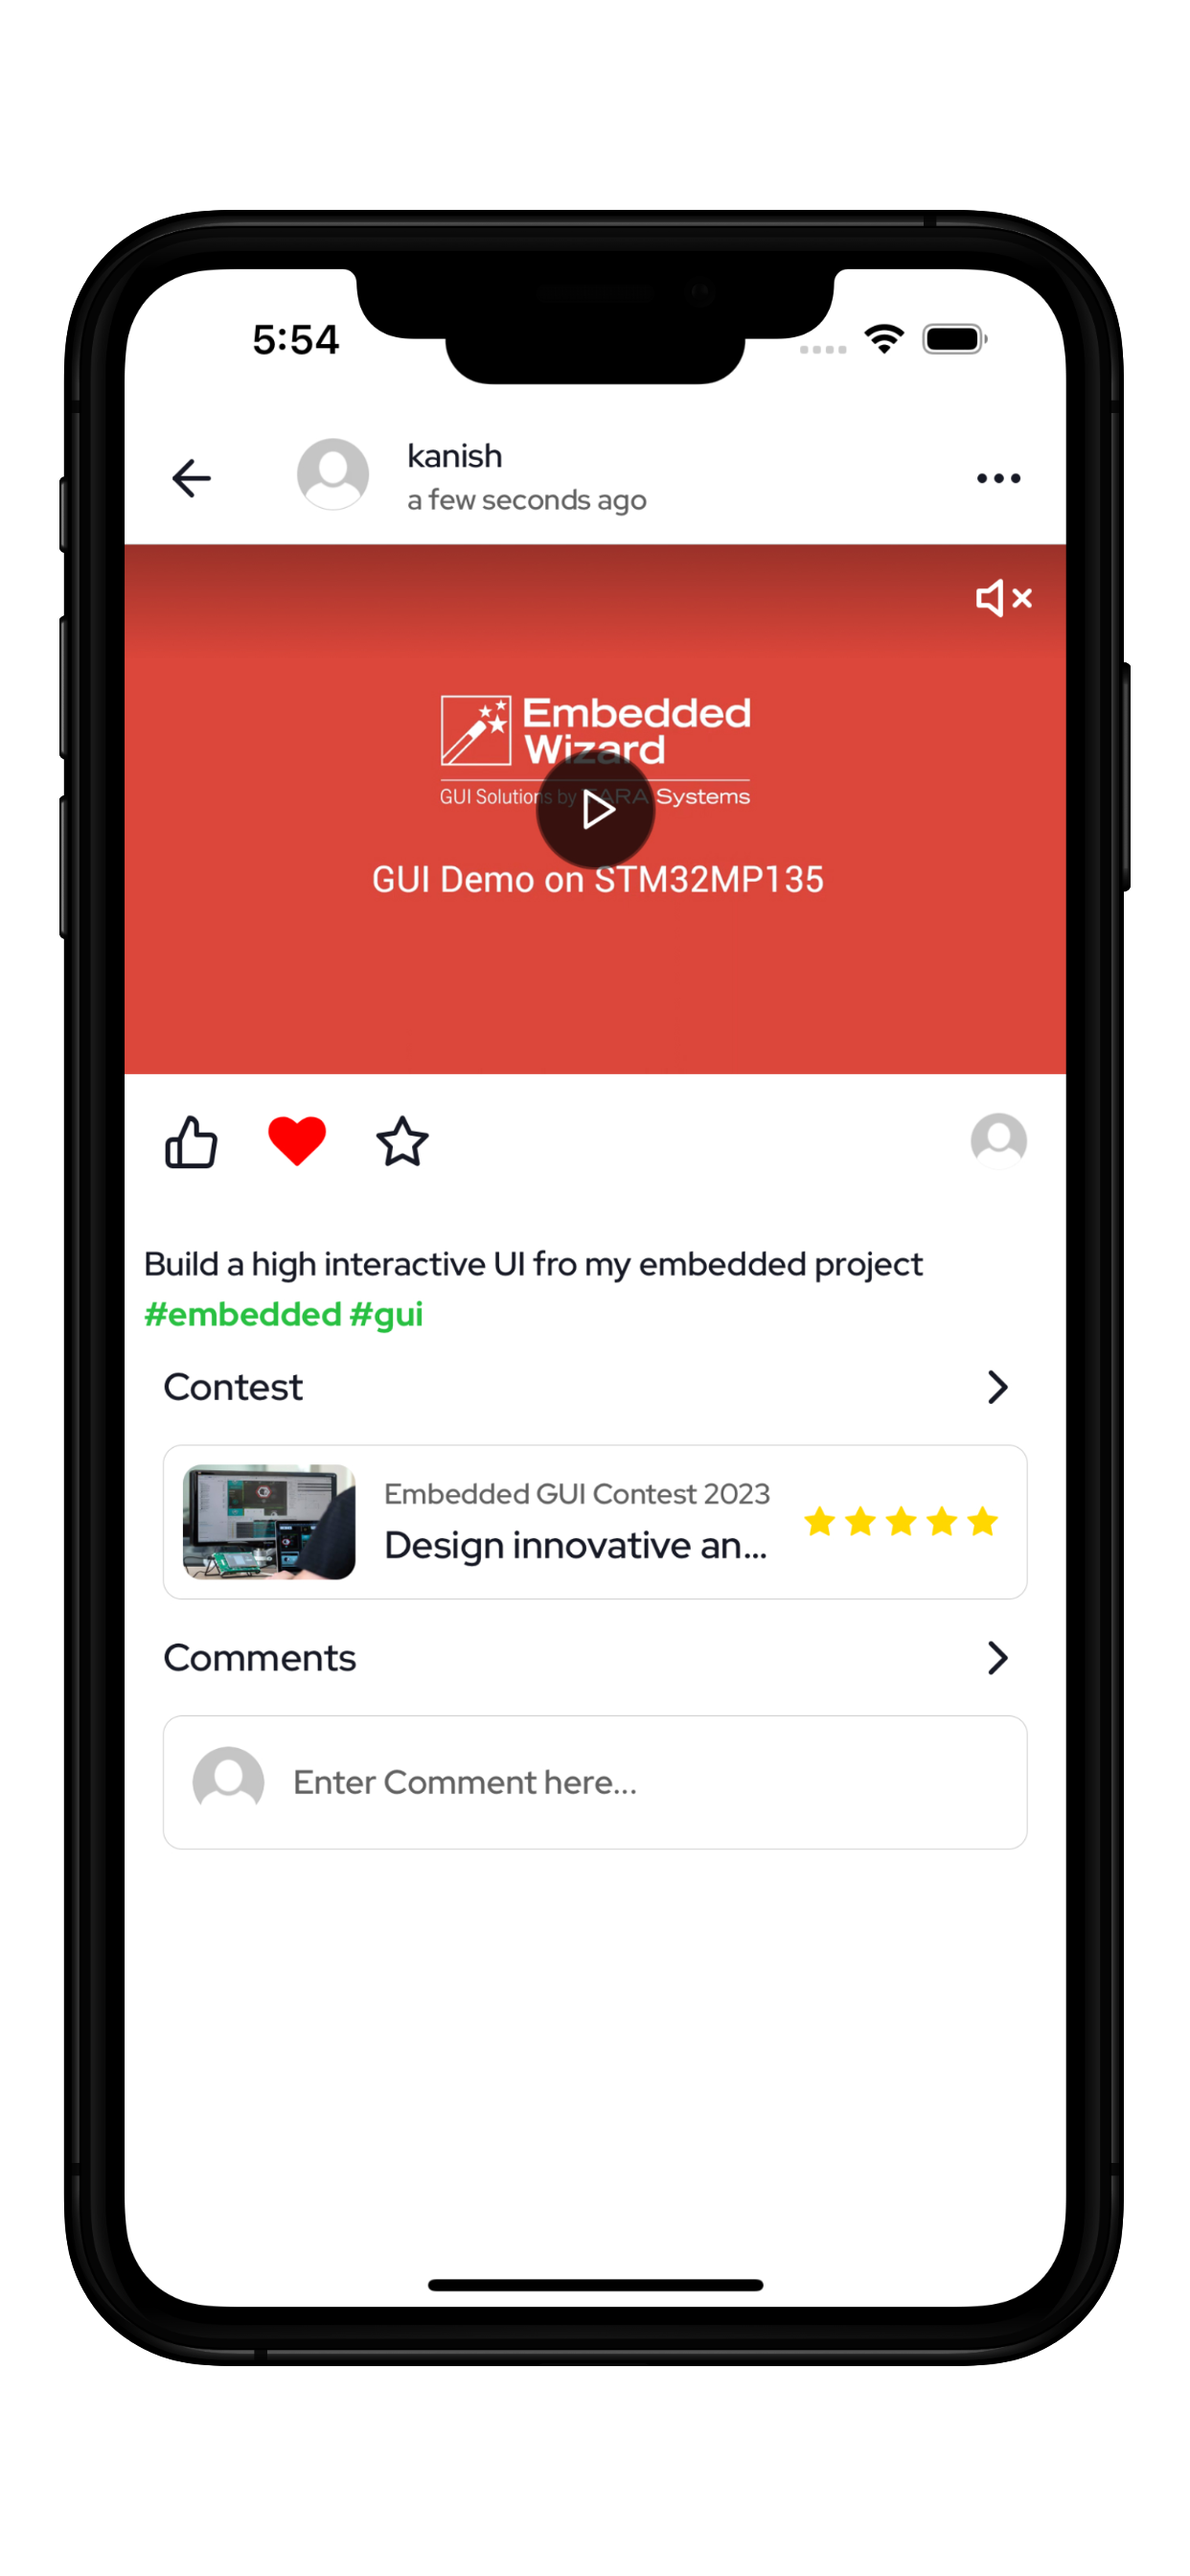 5:54
kanish
a few seconds ago
Embedded
Wizard
GUI Solutions by TARA Systems
GUI Demo on STM32MP135
Build a high interactive UI fro my embedded project
#embedded #gui
Contest
Embedded GUI Contest 2023
Design innovative an...
Comments
Enter Comment here...